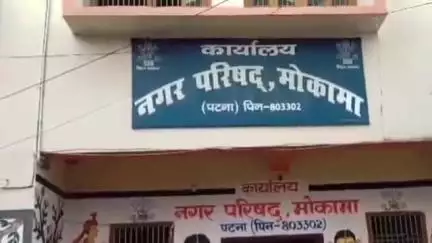 कार्यालय
नगर परिषद्, मोकामा
(पटना) पिन-803302
कार्यालय
नगर परिषद्, मोकामा
पटना (पिन-803302)